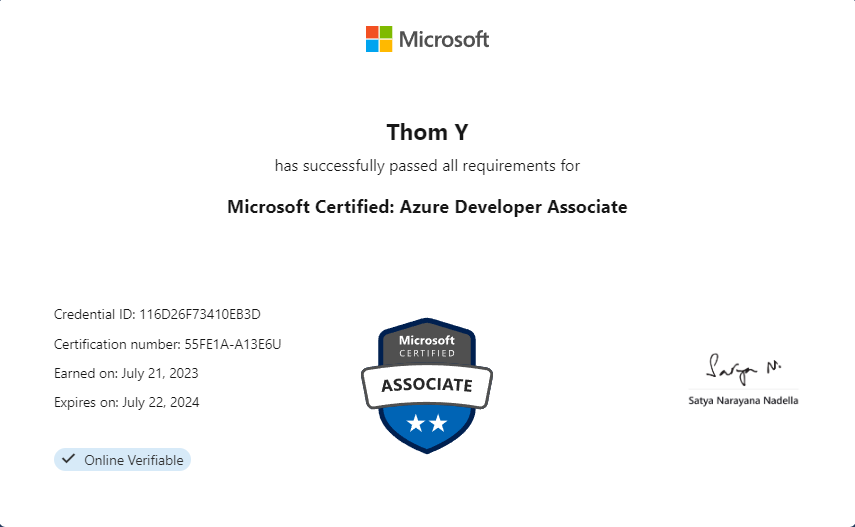 Microsoft
Thom Y
has successfully passed all requirements for
Microsoft Certified: Azure Developer Associate
Credential ID: 116D26F73410EB3D
Certification number: 55FE1A-A13E6U
Earned on: July 21, 2023
Expires on: July 22, 2024
Online Verifiable
Microsoft
CERTIFIED
ASSOCIATE
Satya N.
Satya Narayana Nadella